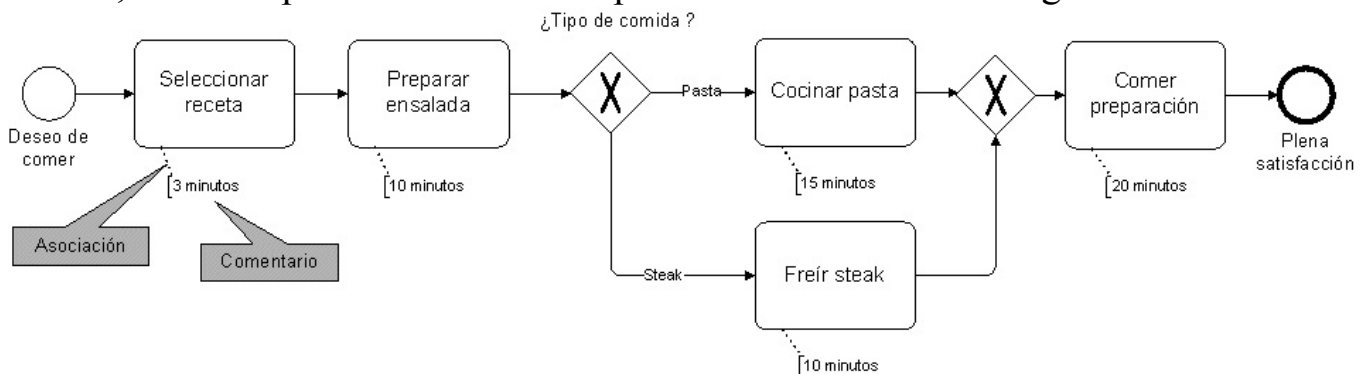 ¿Tipo de comida ?
Seleccionar
receta
Preparar
ensalada
Pasta
Cocinar pasta
Comer
preparación
Deseo de
comer
Plena
satisfacción
3 minutos
10 minutos
15 minutos
20 minutos
Asociación
Comentario
Steak
Freír steak
10 minutos